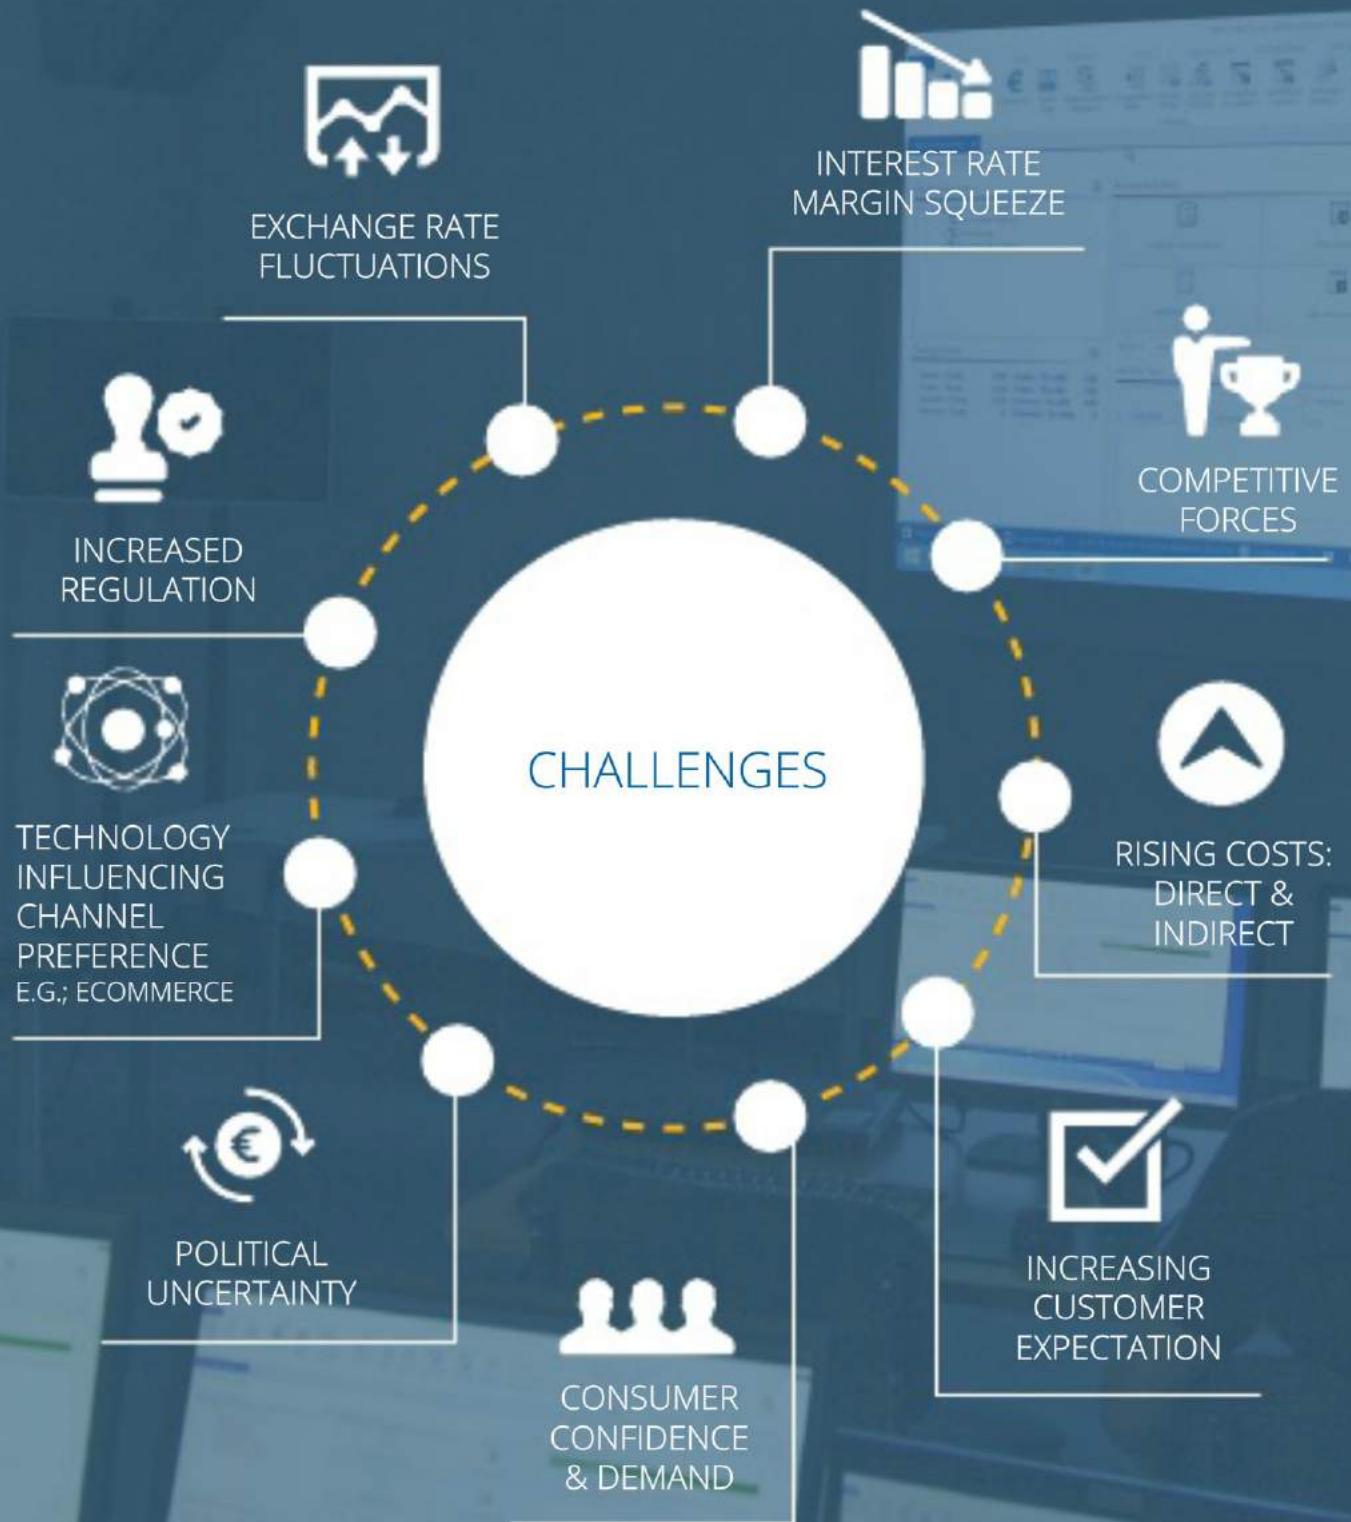 INTEREST RATE
MARGIN SQUEEZE
EXCHANGE RATE
FLUCTUATIONS
COMPETITIVE
FORCES
INCREASED
REGULATION
CHALLENGES
TECHNOLOGY
INFLUENCING
CHANNEL
PREFERENCE
E.G.; ECOMMERCE
RISING COSTS:
DIRECT &
INDIRECT
€
POLITICAL
UNCERTAINTY
INCREASING
CUSTOMER
EXPECTATION
CONSUMER
CONFIDENCE
& DEMAND